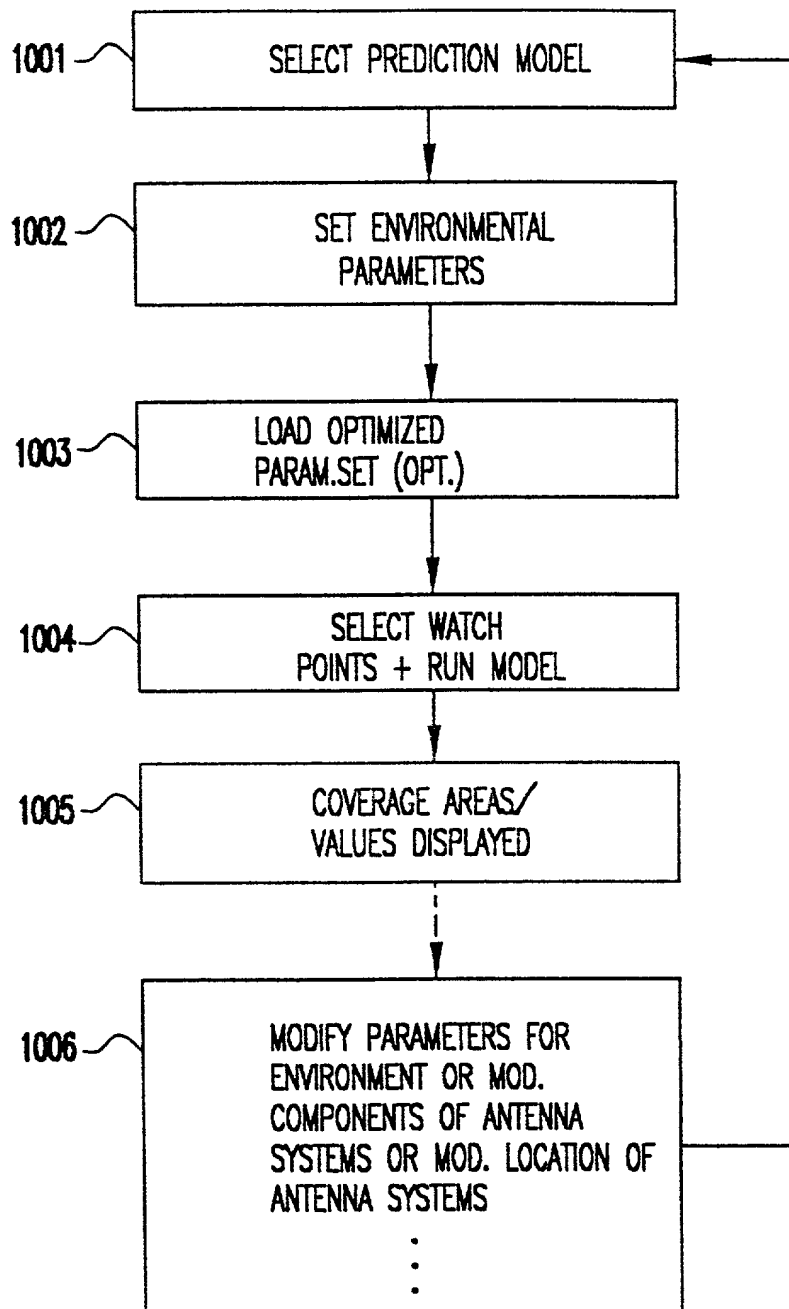 1001
SELECT PREDICTION MODEL
1002
SET ENVIRONMENTAL
PARAMETERS
1003
LOAD OPTIMIZED
PARAM.SET (OPT.)
1004
SELECT WATCH
POINTS + RUN MODEL
1005
COVERAGE AREAS/
VALUES DISPLAYED
1006
MODIFY PARAMETERS FOR
ENVIRONMENT OR MOD.
COMPONENTS OF ANTENNA
SYSTEMS OR MOD. LOCATION OF
ANTENNA SYSTEMS